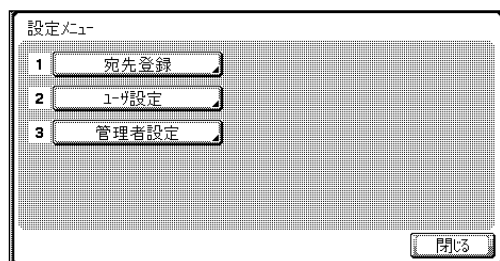 設定ﾒﾆｭｰ
1 宛先登録
2 ﾕｰｻﾞ設定
3 管理者設定
閉じる